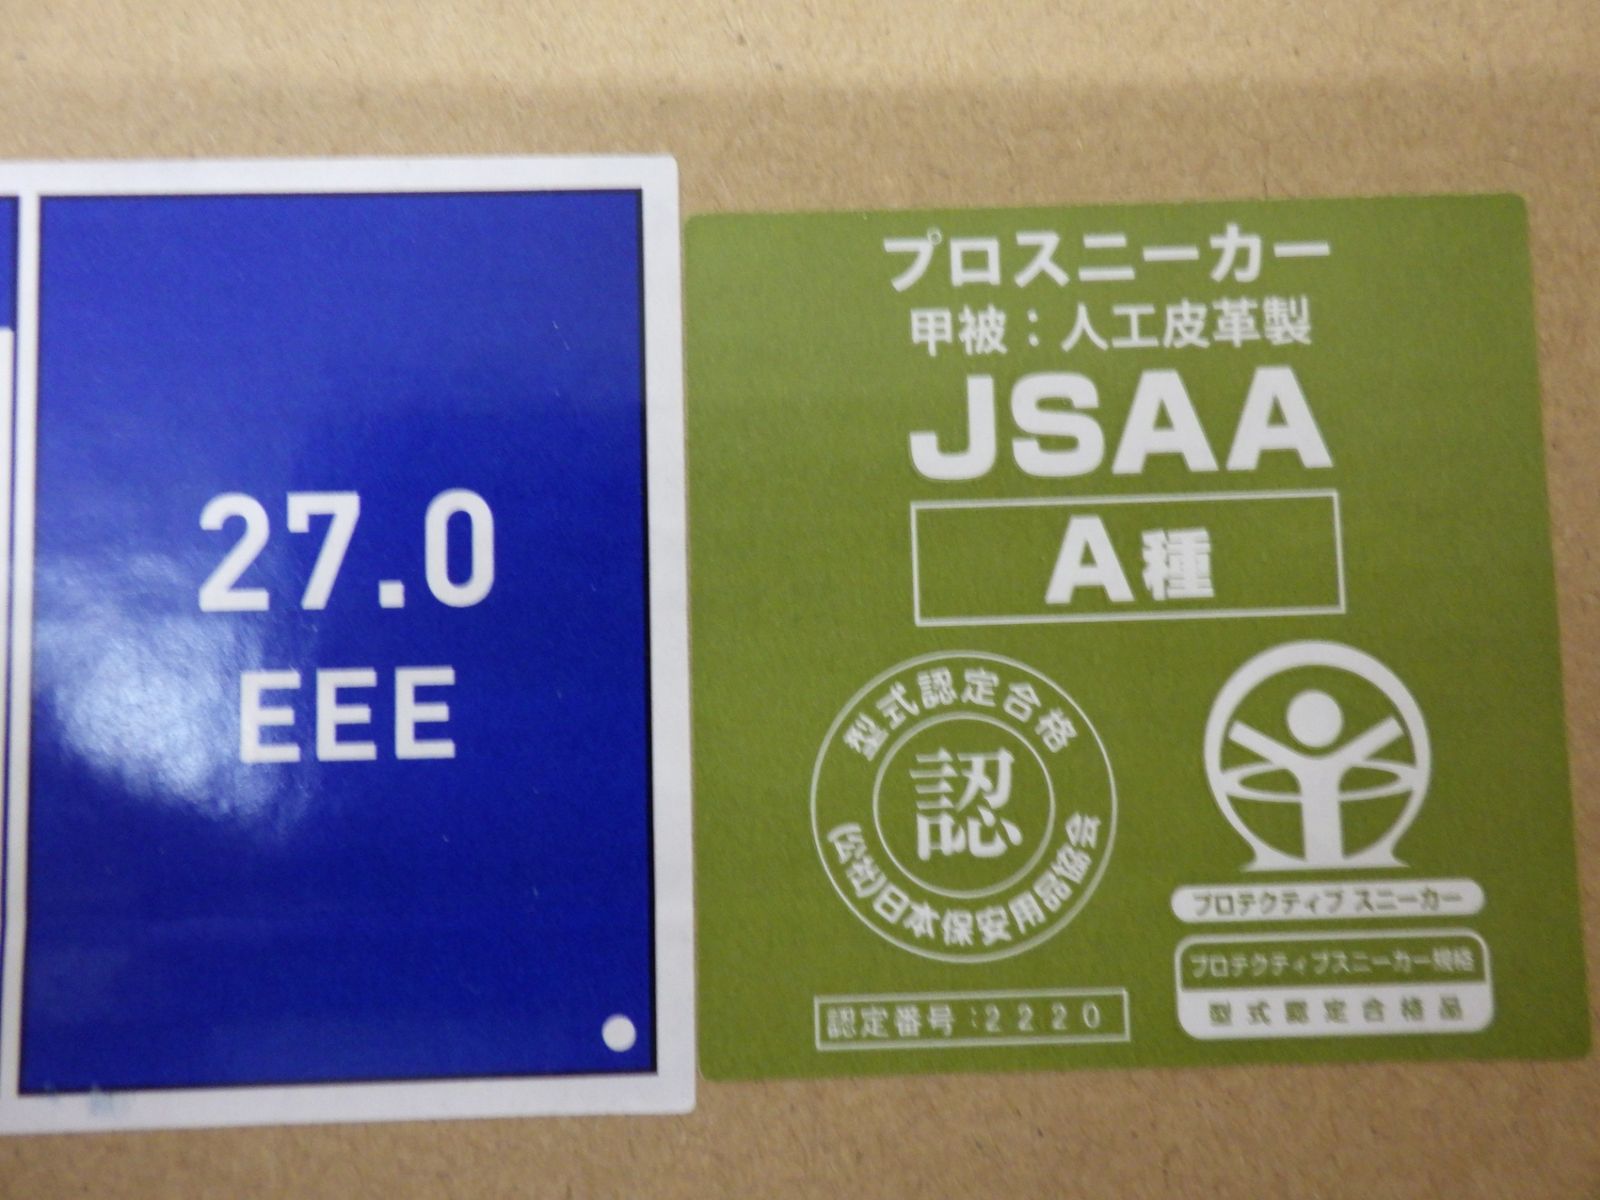 27.0
EEE
プロスニーカー
甲被：人工皮革製
JSAA
A種
型式認定合格
認
(公社)日本保安用品協会
認定番号：2220
プロテクティブ スニーカー
プロテクティブスニーカー規格
型式認定合格品